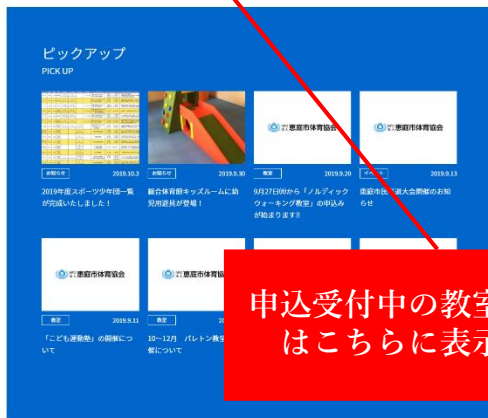 ピックアップ
PICK UP
お知らせ 2019.10.3
2019年度スポーツ少年団一覧
が完成いたしました！
お知らせ 2019.9.30
総合体育館キッズルームに幼
児用遊具が登場！
恵庭市体育協会
教室 2019.9.20
9月27日㈮から「ノルディック
ウォーキング教室」の申込み
が始まります!!
恵庭市体育協会
イベント 2019.9.13
恵庭市民
道大会開催のお知
らせ
恵庭市体育協会
教室 2019.9.11
「こども運動塾」の開催につ
いて
恵庭市体育協
教室
10～12月 バレトン教室
催について
申込受付中の教室
はこちらに表示